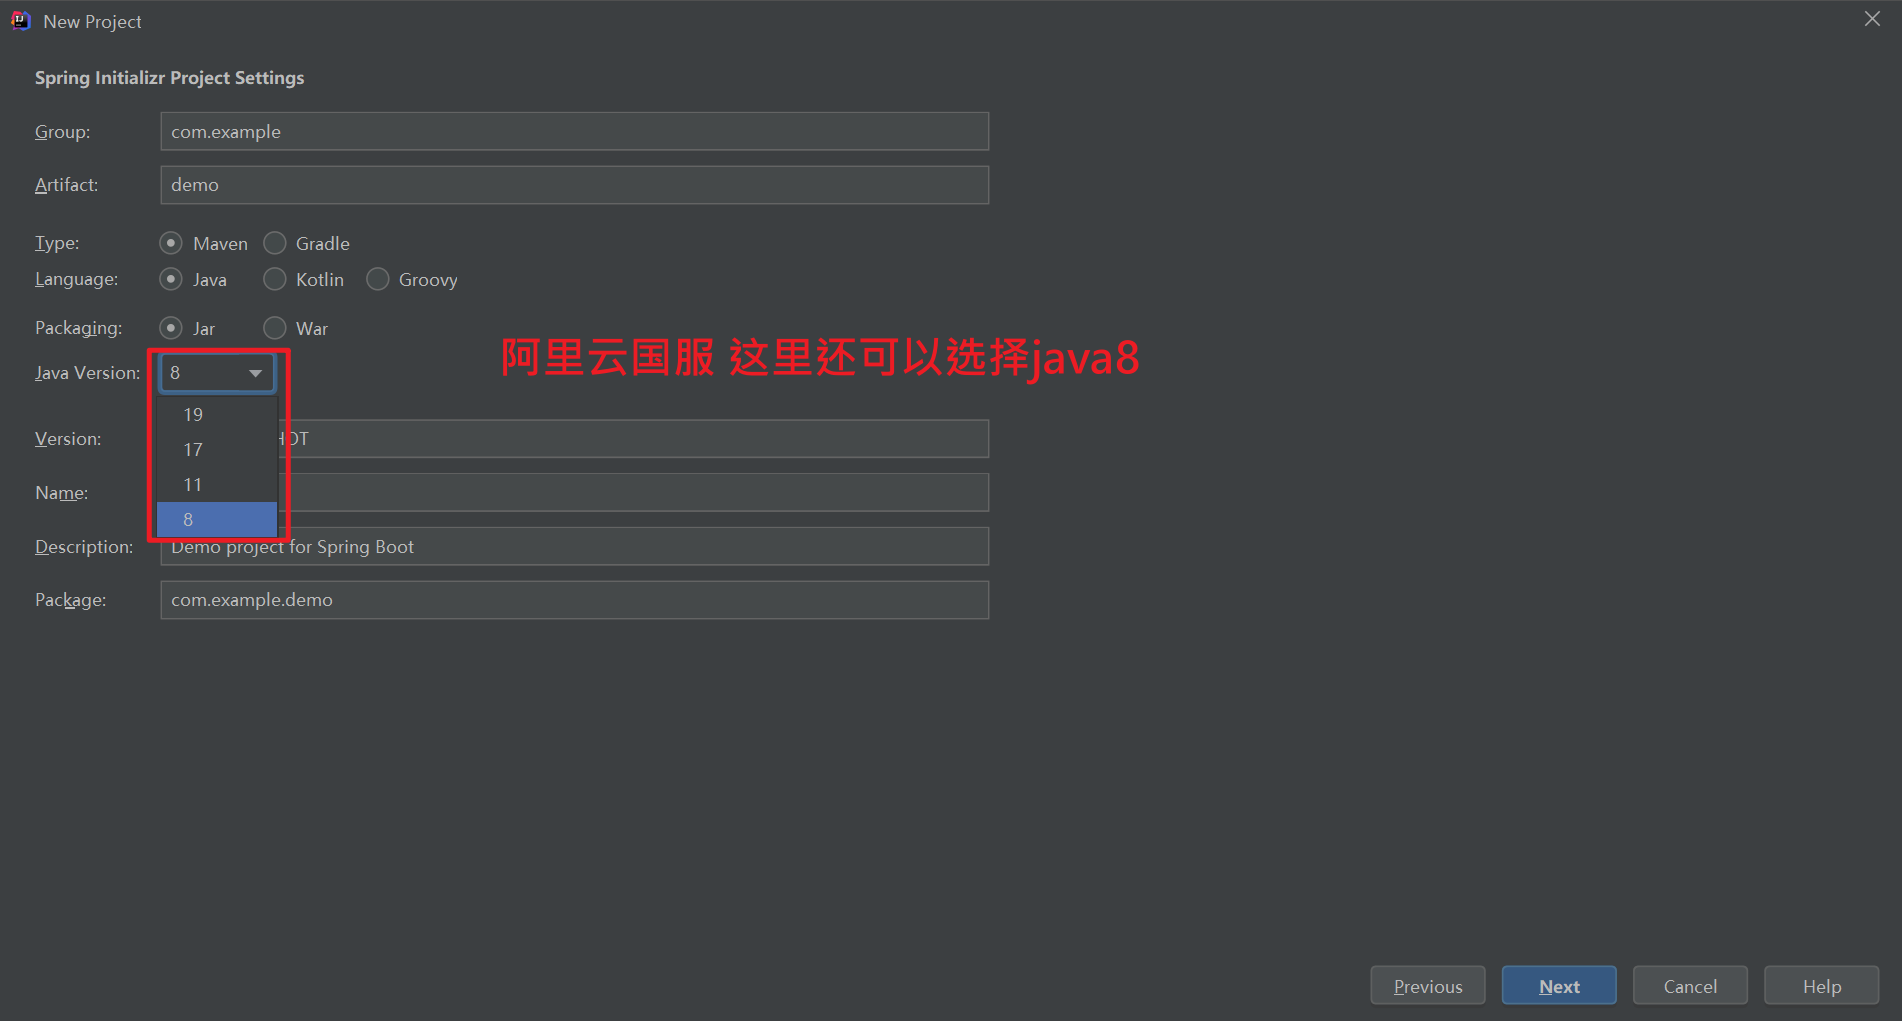 New Project
Spring Initializr Project Settings
Group: com.example
Artifact: demo
Type: Maven Gradle
Language: Java Kotlin Groovy
Packaging: Jar War
阿里云国服 这里还可以选择java8
Java Version: 8
19
17
11
8
Version:
Name:
Description: Demo project for Spring Boot
Package: com.example.demo
Previous Next Cancel Help